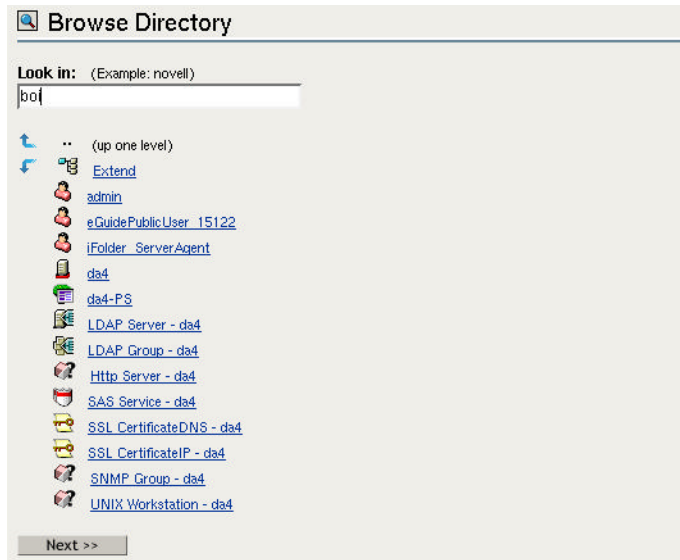 Browse Directory
Look in: (Example: novell)
boi
.. (up one level)
Extend
admin
eGuidePublicUser_15122
iFolder_ServerAgent
da4
da4-PS
LDAP Server - da4
LDAP Group - da4
Http Server - da4
SAS Service - da4
SSL CertificateDNS - da4
SSL CertificateIP - da4
SNMP Group - da4
UNIX Workstation - da4
Next >>